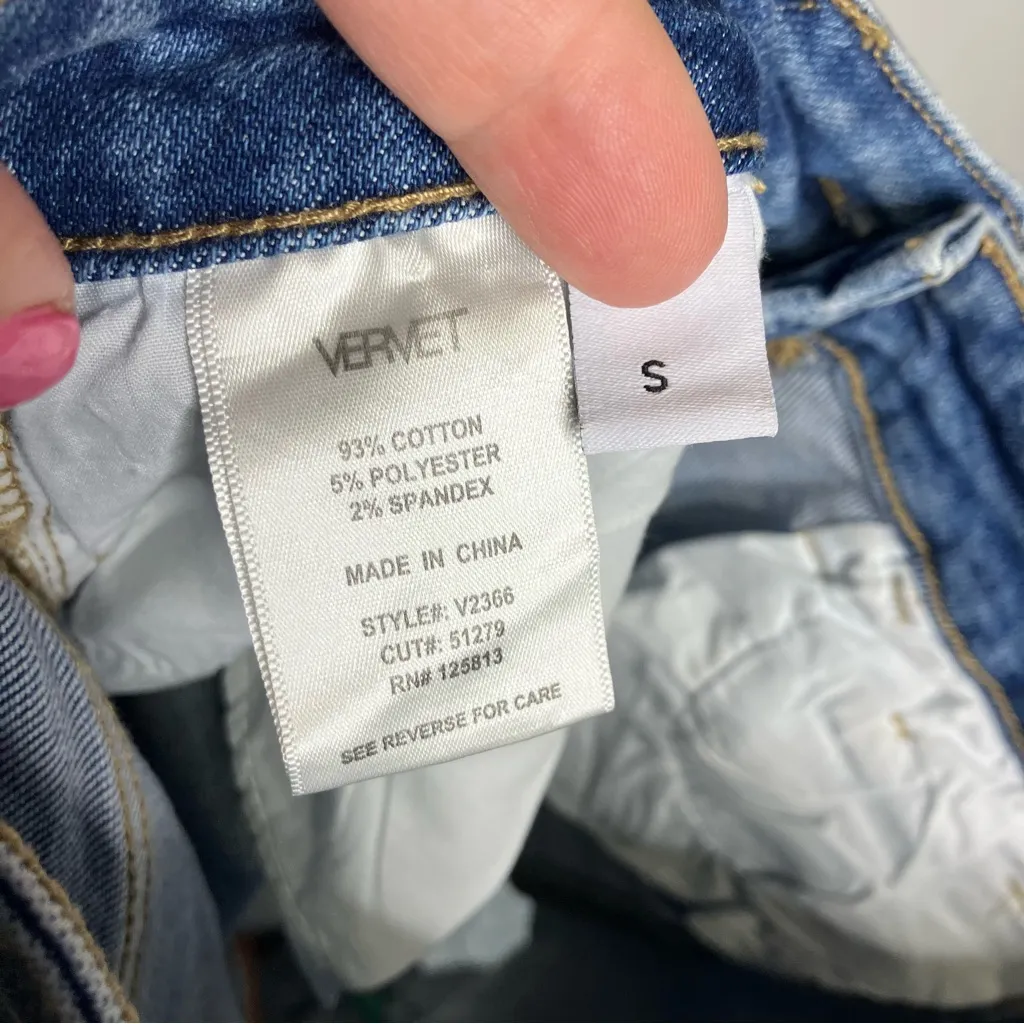 VERVET
S
93% COTTON
5% POLYESTER
2% SPANDEX
MADE IN CHINA
STYLE#: V2366
CUT#: 51279
RN# 125813
SEE REVERSE FOR CARE